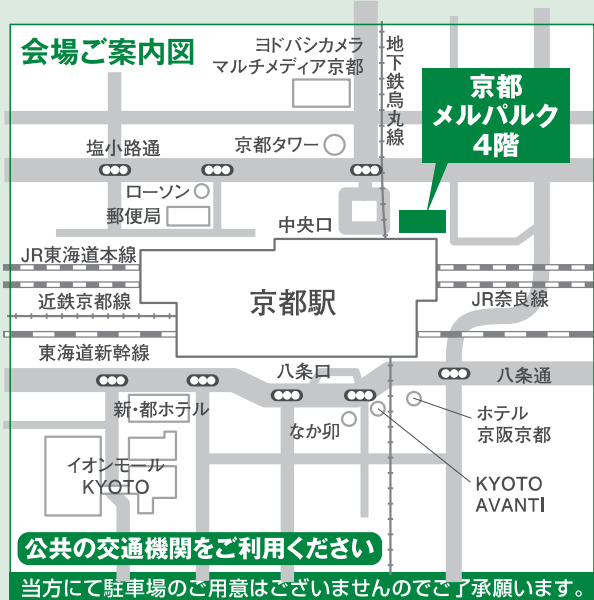 会場ご案内図
ヨドバシカメラ
マルチメディア京都
地下鉄烏丸線
京都
メルパルク
4階
塩小路通
京都タワー
ローソン
郵便局
中央口
JR東海道本線
京都駅
近鉄京都線
JR奈良線
東海道新幹線
八条口
八条通
新・都ホテル
なか卯
ホテル
京阪京都
イオンモール
KYOTO
KYOTO
AVANTI
公共の交通機関をご利用ください
当方にて駐車場のご用意はございませんのでご了承願います。